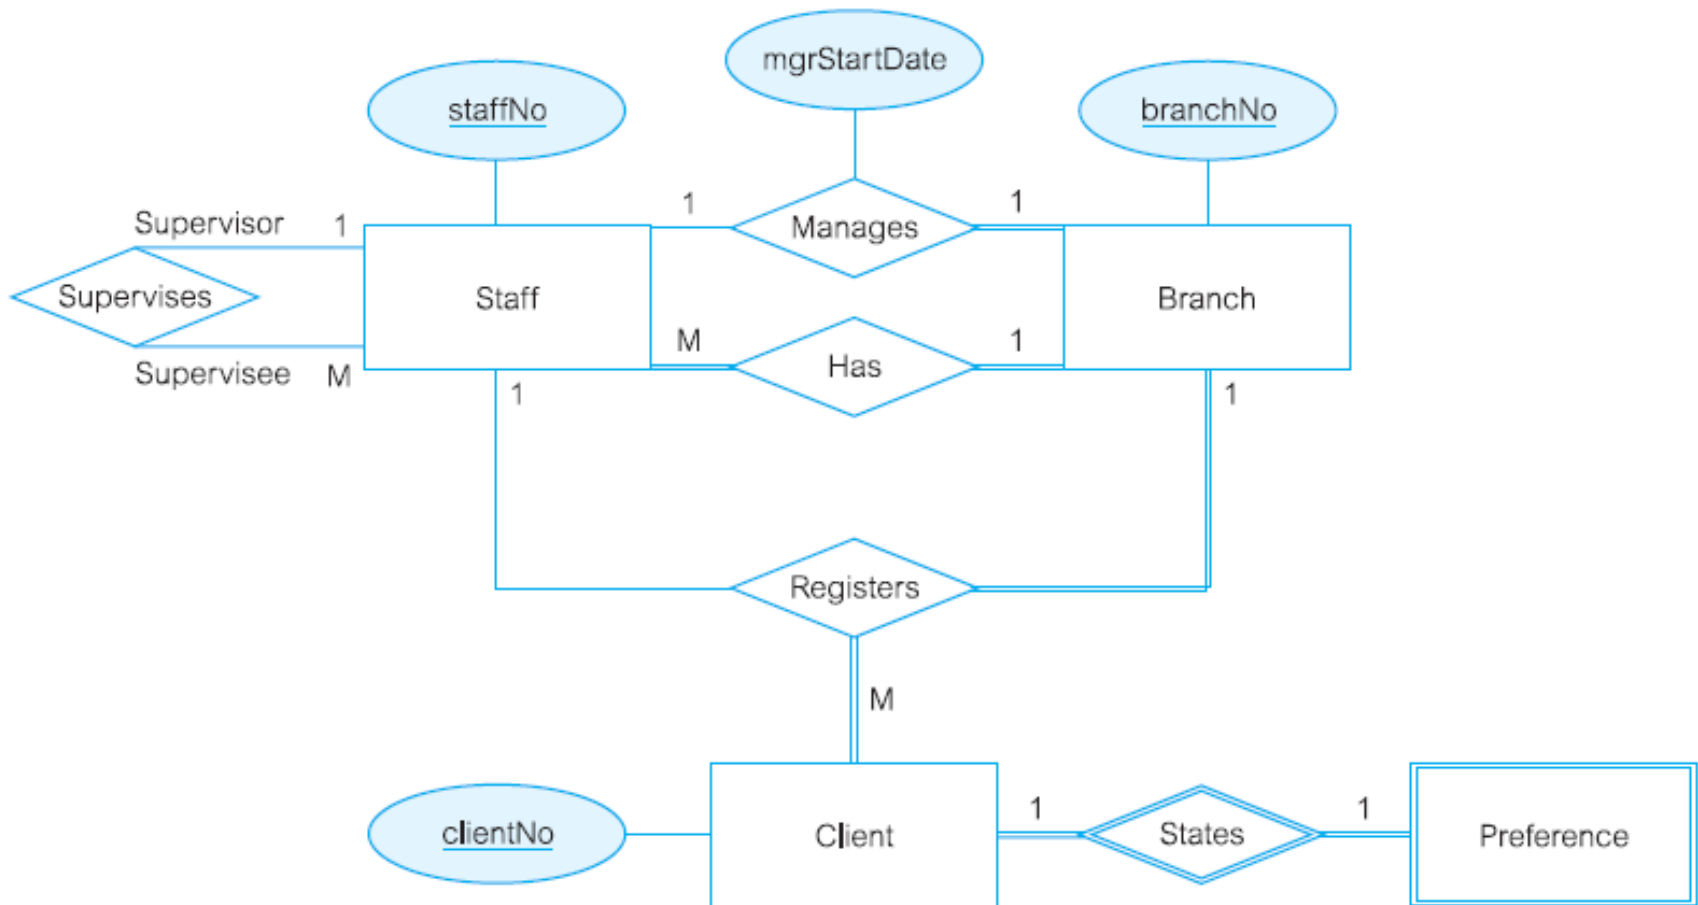 mgrStartDate
staffNo
branchNo
Supervisor 1
1 Manages 1
Supervises
Staff
Branch
M Has 1
Supervisee M
1
1
Registers
M
clientNo
Client
1 States 1
Preference